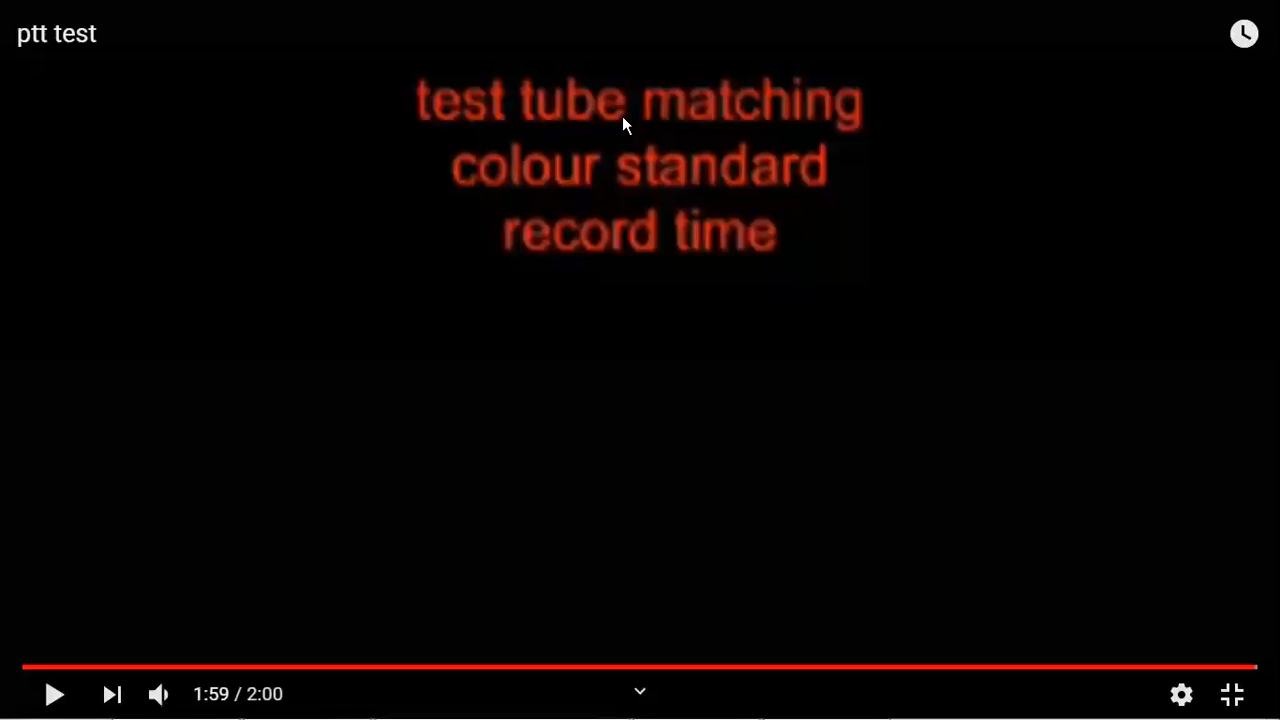 ptt test
test tube matching
colour standard
record time
1:59 / 2:00